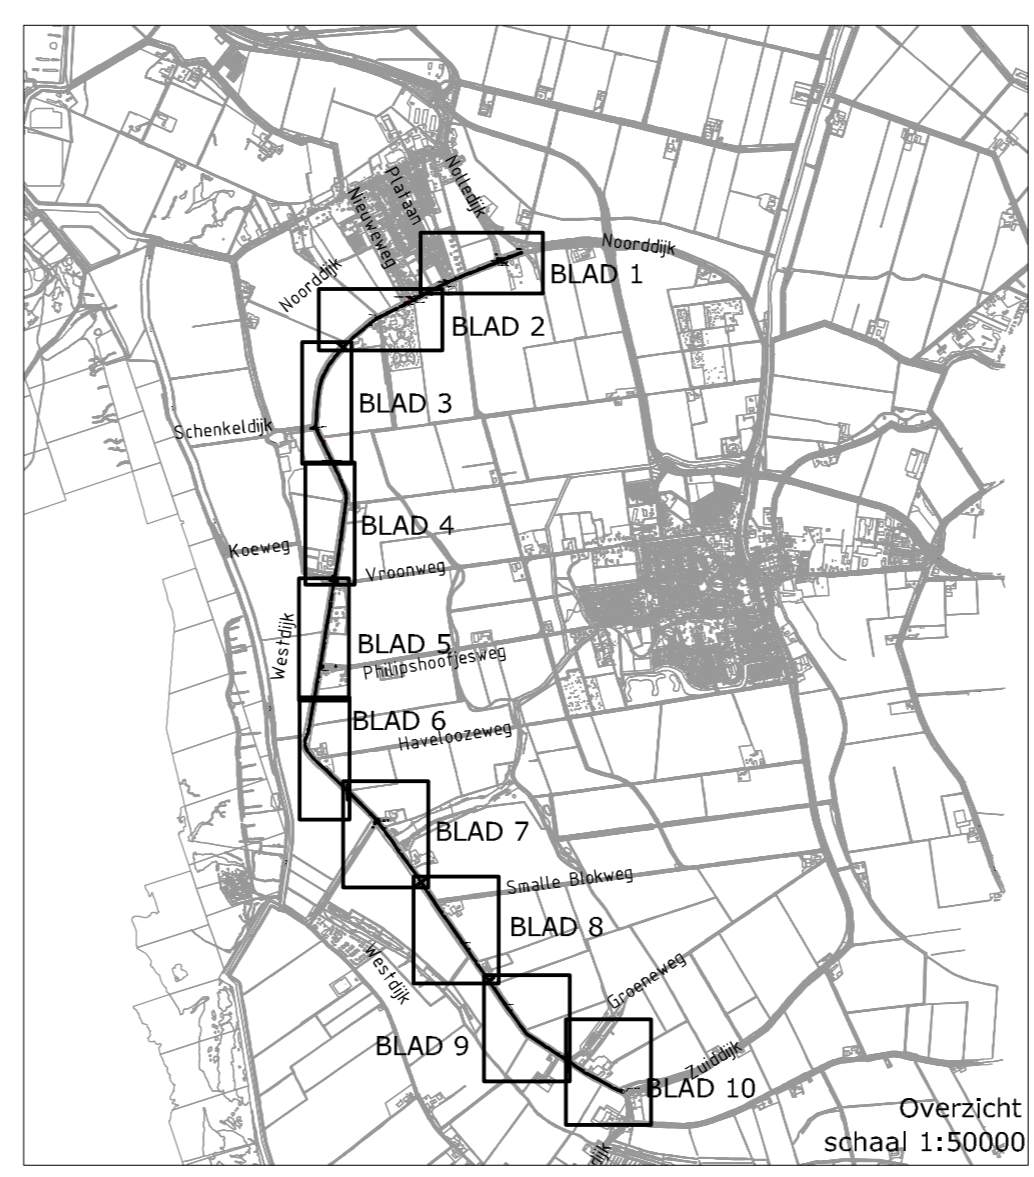 Nolledijk
Plataan
Nieuweweg
Noorddijk
Noorddijk
BLAD 1
BLAD 2
BLAD 3
Schenkeldijk
BLAD 4
Koeweg
Vroonweg
Westdijk
BLAD 5
Philipshoofjesweg
BLAD 6
Haveloozeweg
BLAD 7
Smalle Blokweg
BLAD 8
Westdijk
Groeneweg
BLAD 9
Zuiddijk
BLAD 10
Overzicht
schaal 1:50000
dijk